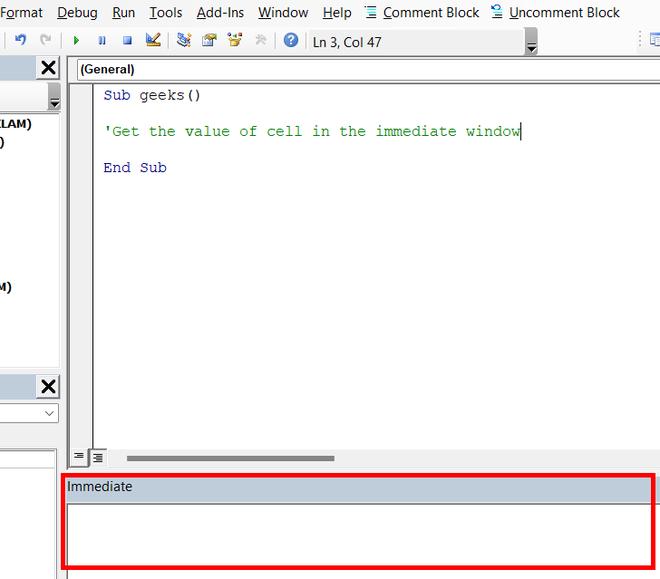 Format Debug Run Tools Add-Ins Window Help Comment Block Uncomment Block
Ln 3, Col 47
(General)
Sub geeks()
LAM)
)
'Get the value of cell in the immediate window
End Sub
M)
Immediate